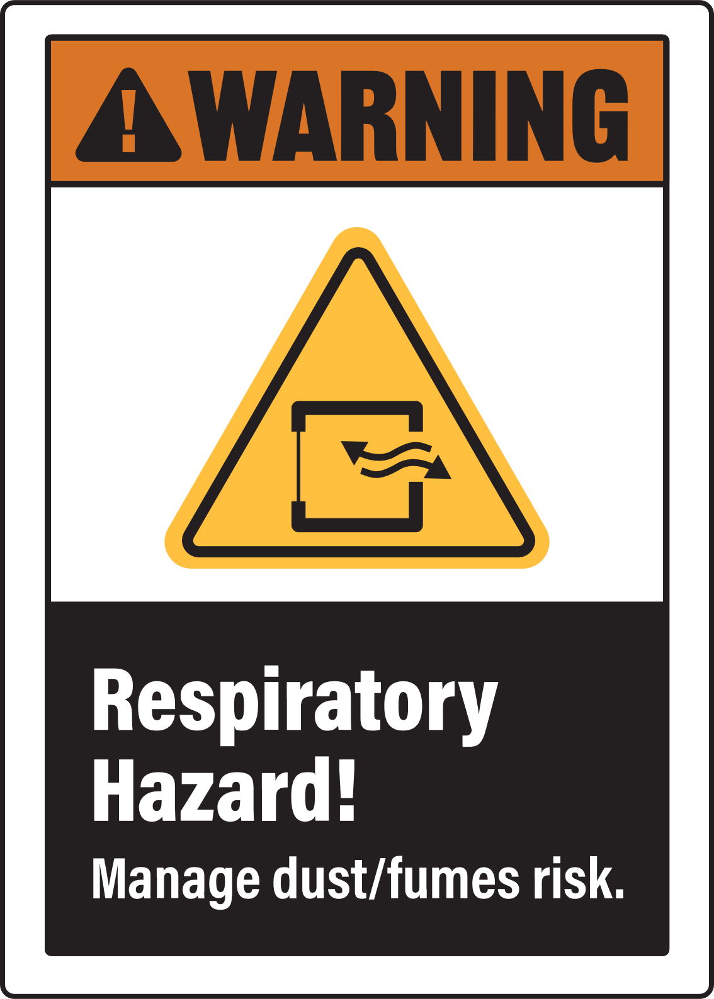 ! WARNING
Respiratory
Hazard!
Manage dust/fumes risk.